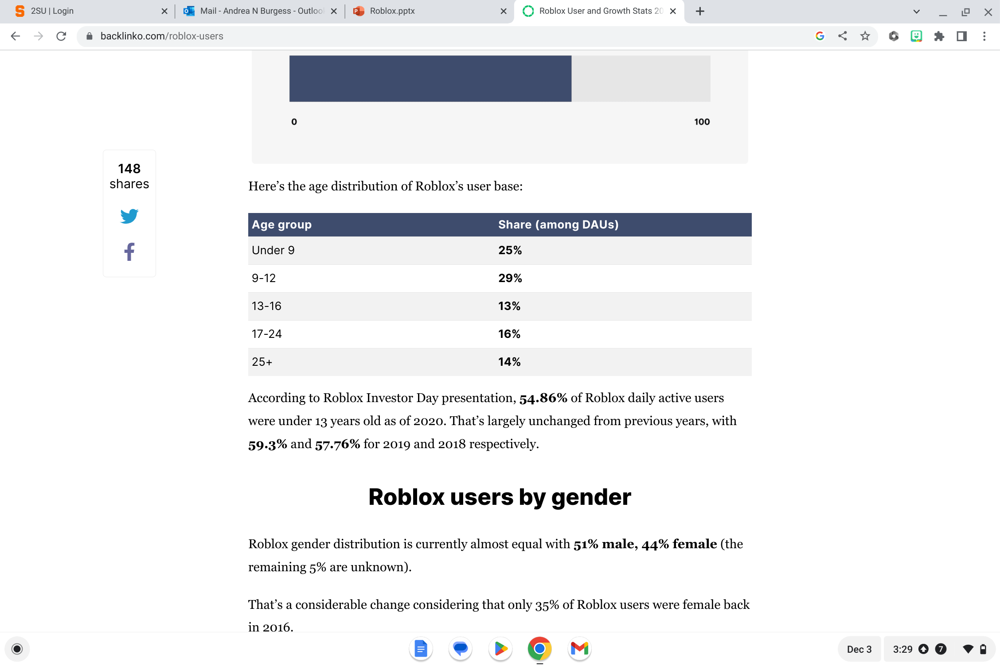 2SU | Login
Mail - Andrea N Burgess - Outloo
Roblox.pptx
Roblox User and Growth Stats 20
backlinko.com/roblox-users
0
100
148
shares
Here’s the age distribution of Roblox’s user base:
Age group Share (among DAUs)
Under 9 25%
9-12 29%
13-16 13%
17-24 16%
25+ 14%
According to Roblox Investor Day presentation, 54.86% of Roblox daily active users
were under 13 years old as of 2020. That’s largely unchanged from previous years, with
59.3% and 57.76% for 2019 and 2018 respectively.
Roblox users by gender
Roblox gender distribution is currently almost equal with 51% male, 44% female (the
remaining 5% are unknown).
That’s a considerable change considering that only 35% of Roblox users were female back
in 2016.
Dec 3
3:29
7